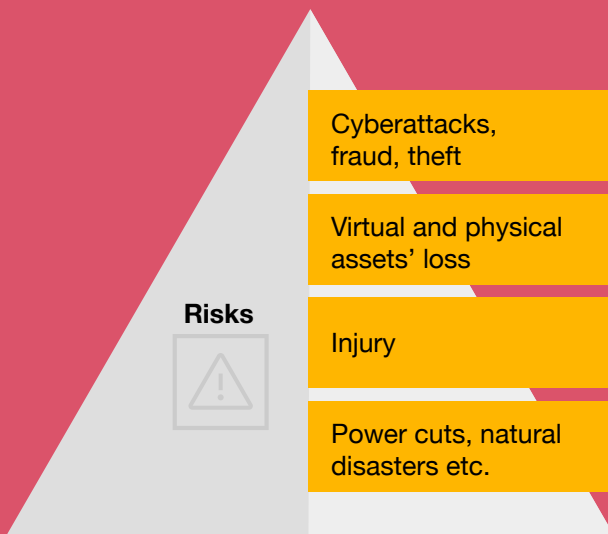 Cyberattacks,
fraud, theft
Virtual and physical
assets’ loss
Risks
Injury
Power cuts, natural
disasters etc.